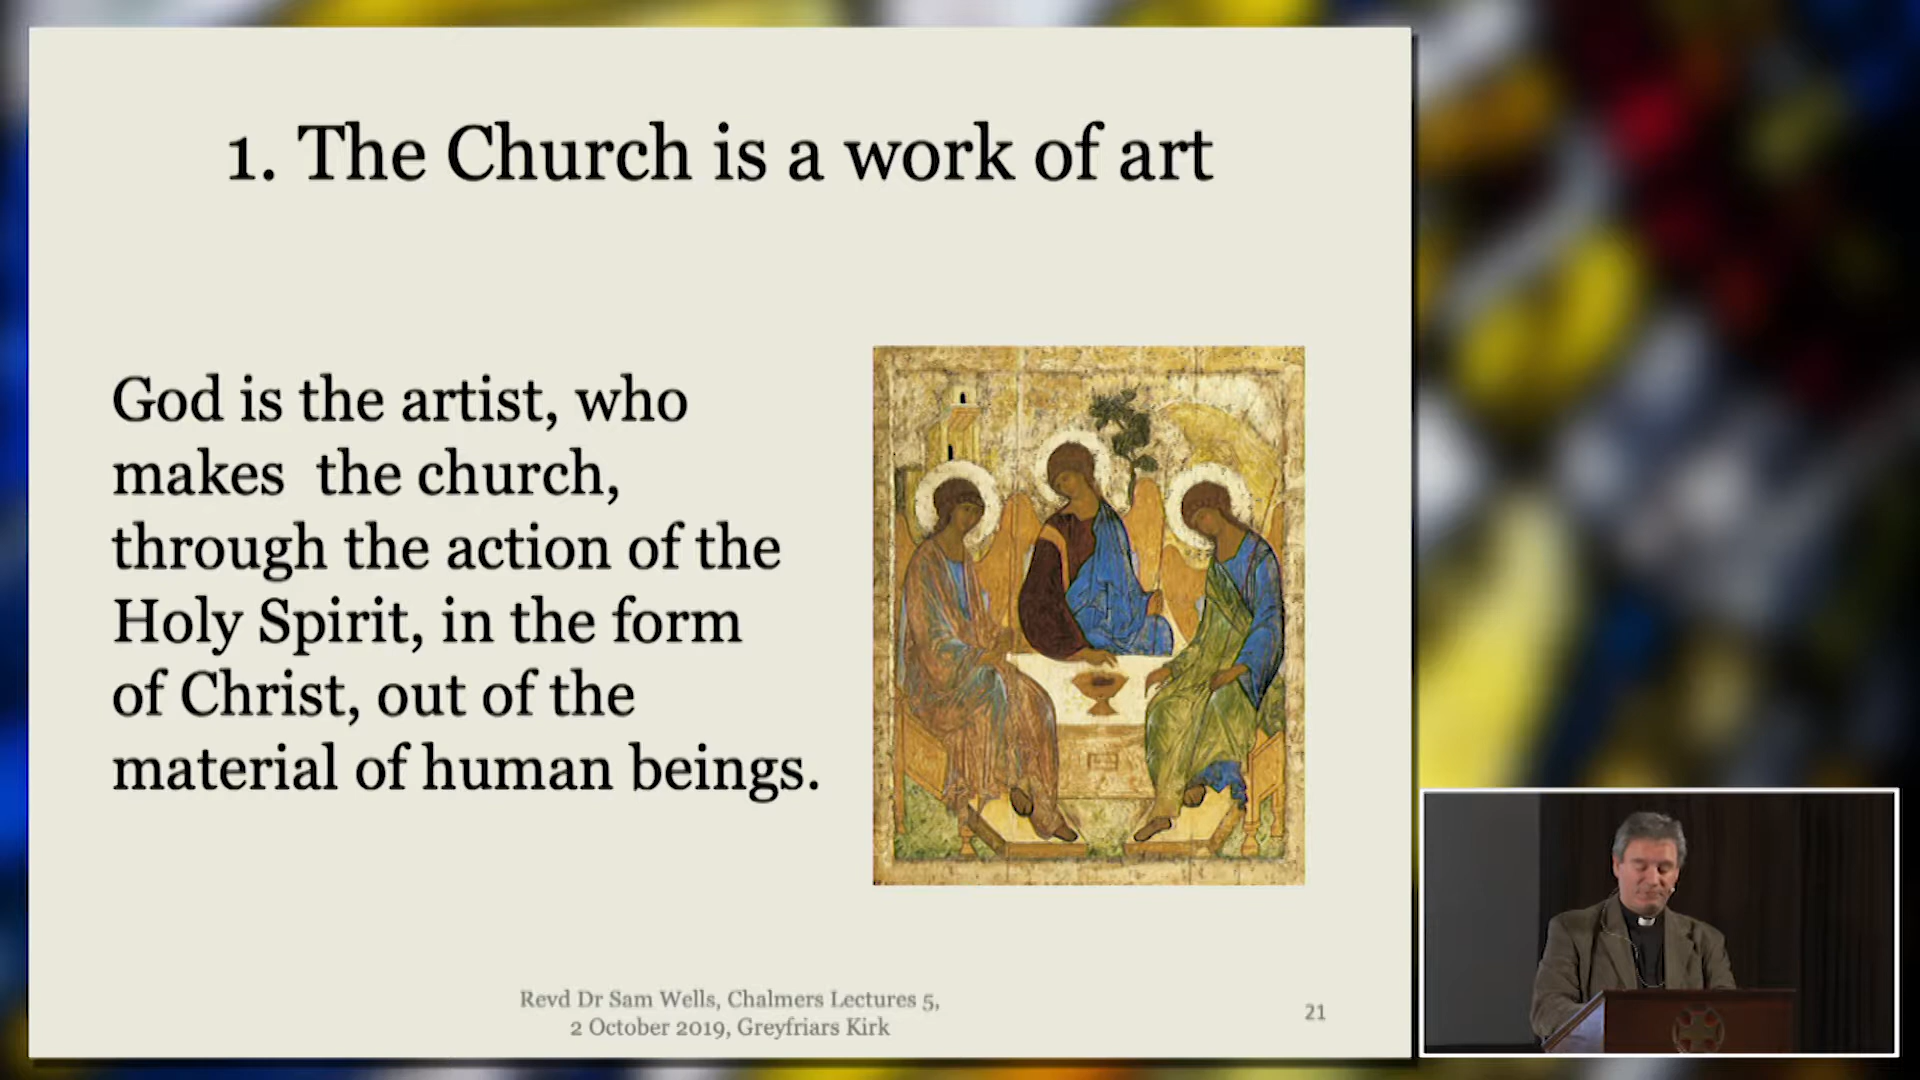 1. The Church is a work of art
God is the artist, who
makes the church,
through the action of the
Holy Spirit, in the form
of Christ, out of the
material of human beings.
Revd Dr Sam Wells, Chalmers Lectures 5,
2 October 2019, Greyfriars Kirk
21